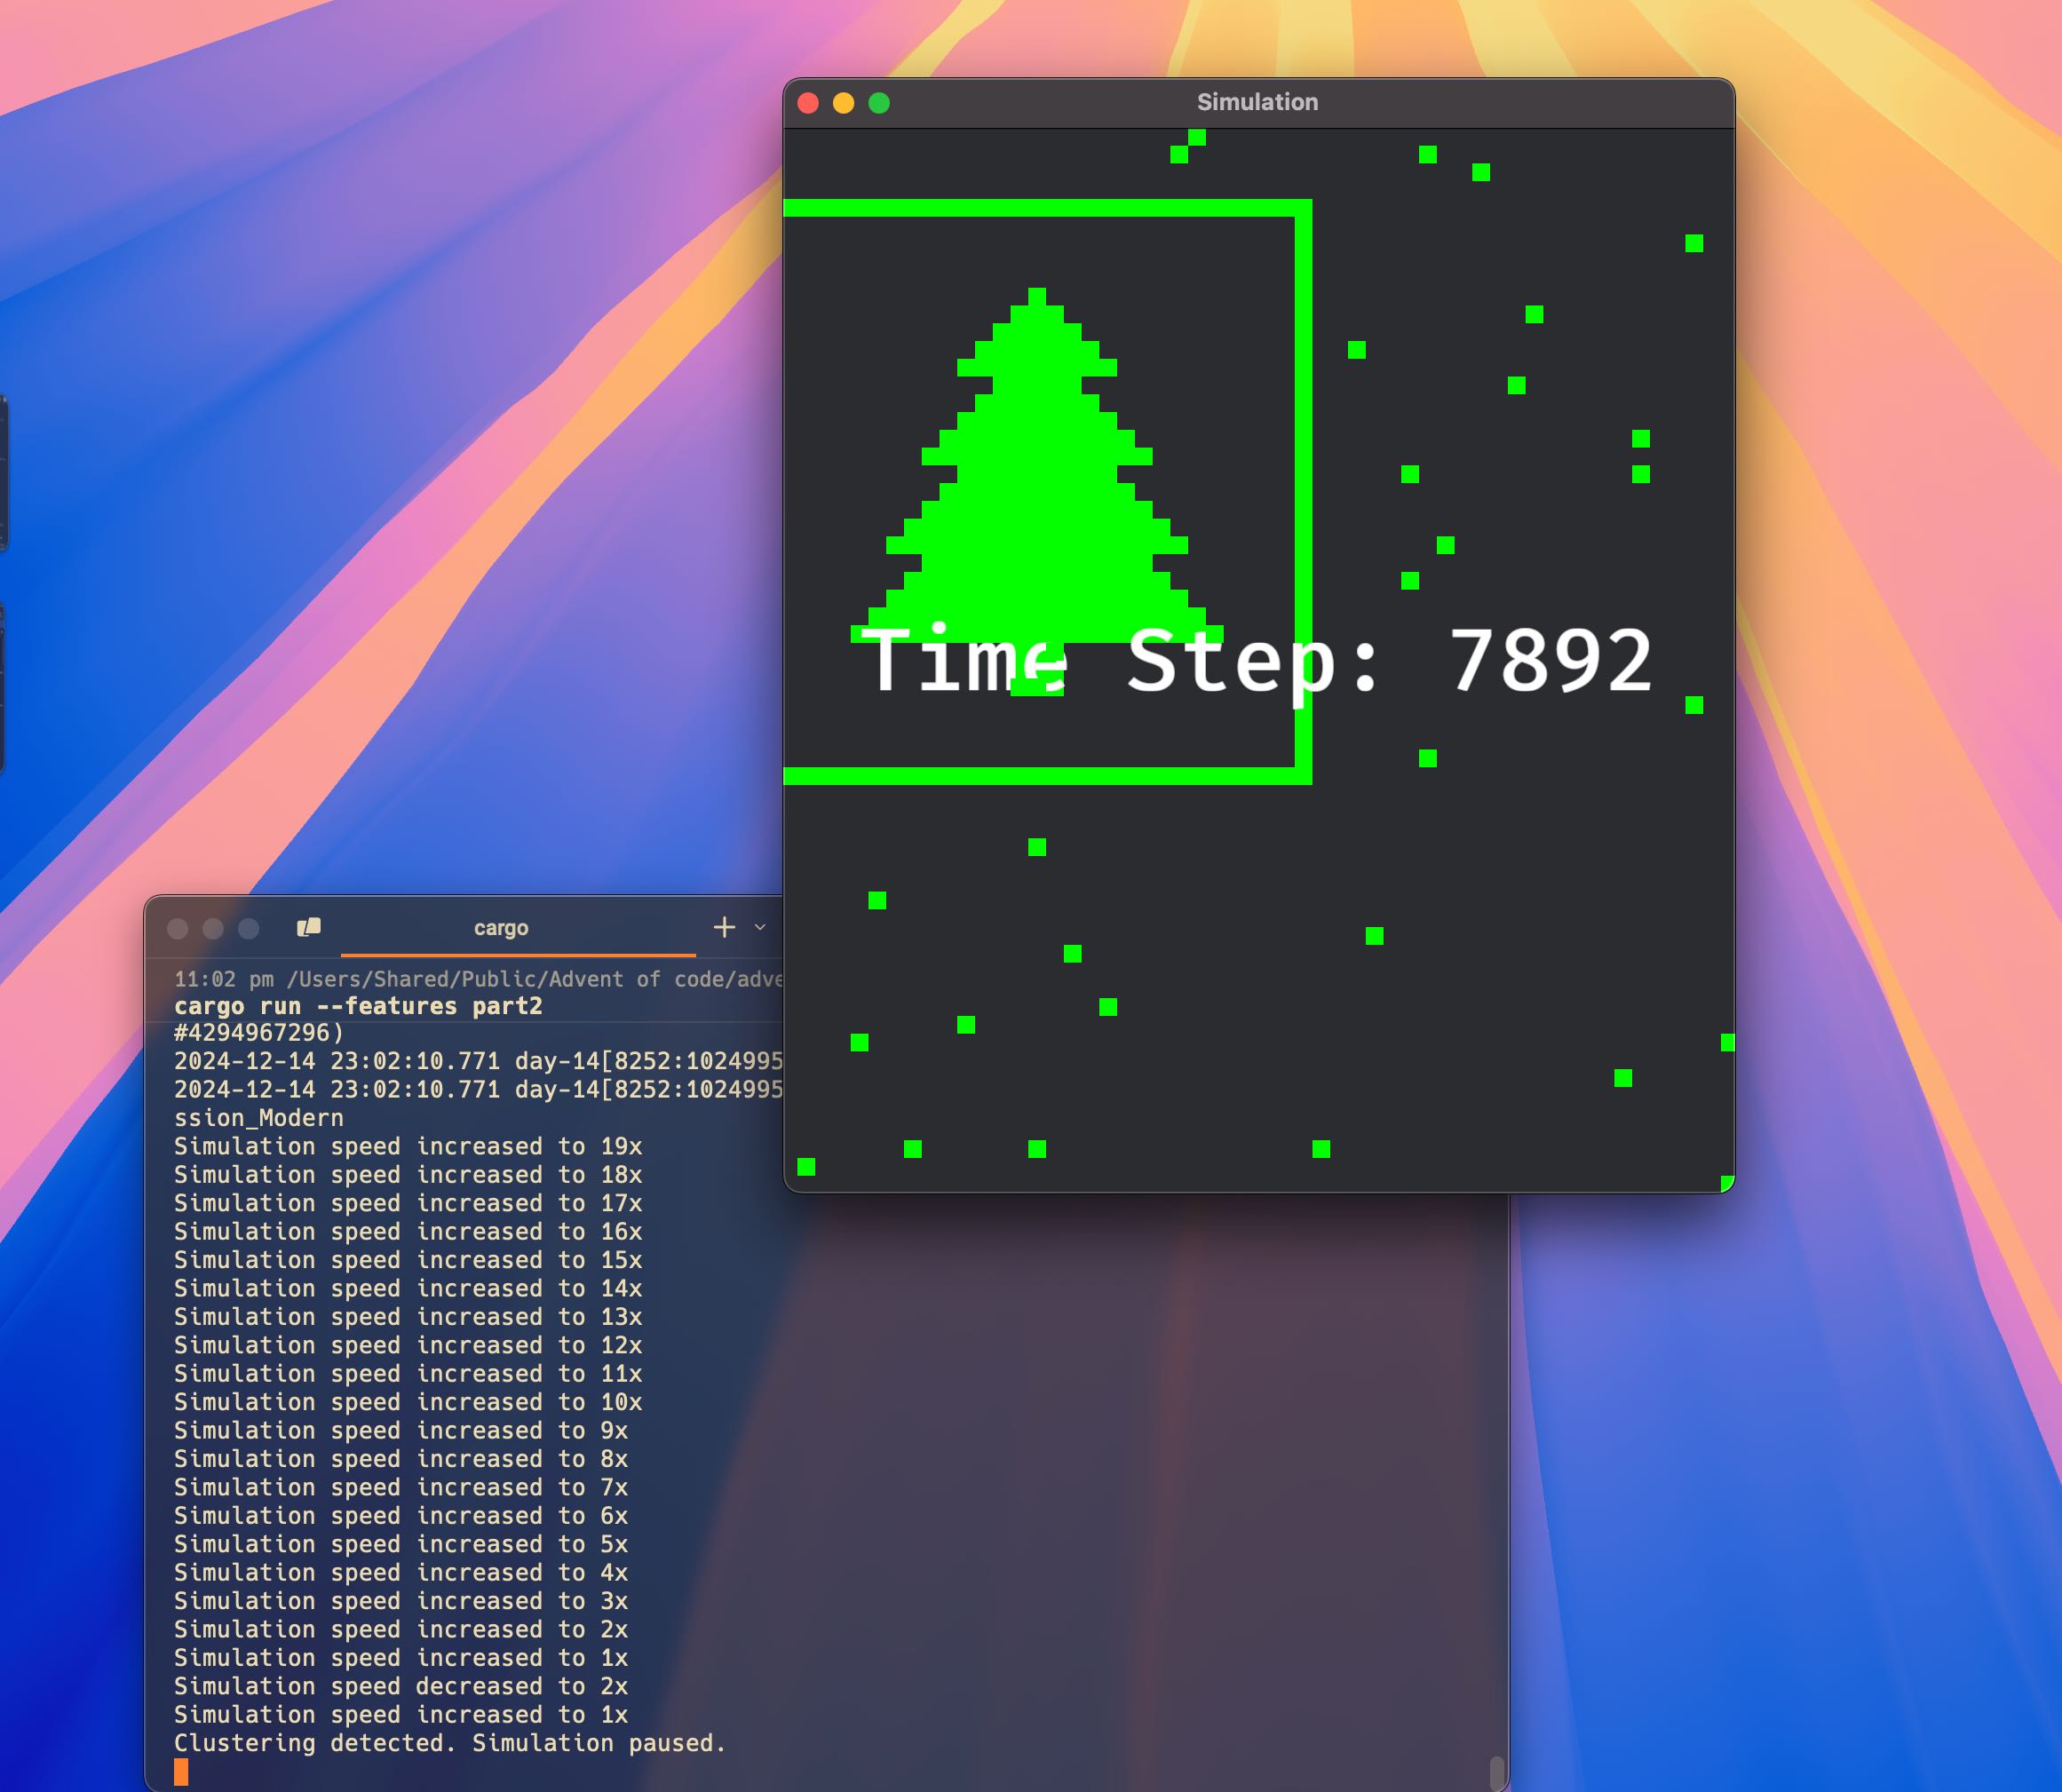 Simulation
Time Step: 7892
cargo
11:02 pm /Users/Shared/Public/Advent of code/adve
cargo run --features part2
#4294967296)
2024-12-14 23:02:10.771 day-14[8252:1024995
2024-12-14 23:02:10.771 day-14[8252:1024995
ssion_Modern
Simulation speed increased to 19x
Simulation speed increased to 18x
Simulation speed increased to 17x
Simulation speed increased to 16x
Simulation speed increased to 15x
Simulation speed increased to 14x
Simulation speed increased to 13x
Simulation speed increased to 12x
Simulation speed increased to 11x
Simulation speed increased to 10x
Simulation speed increased to 9x
Simulation speed increased to 8x
Simulation speed increased to 7x
Simulation speed increased to 6x
Simulation speed increased to 5x
Simulation speed increased to 4x
Simulation speed increased to 3x
Simulation speed increased to 2x
Simulation speed increased to 1x
Simulation speed decreased to 2x
Simulation speed increased to 1x
Clustering detected. Simulation paused.